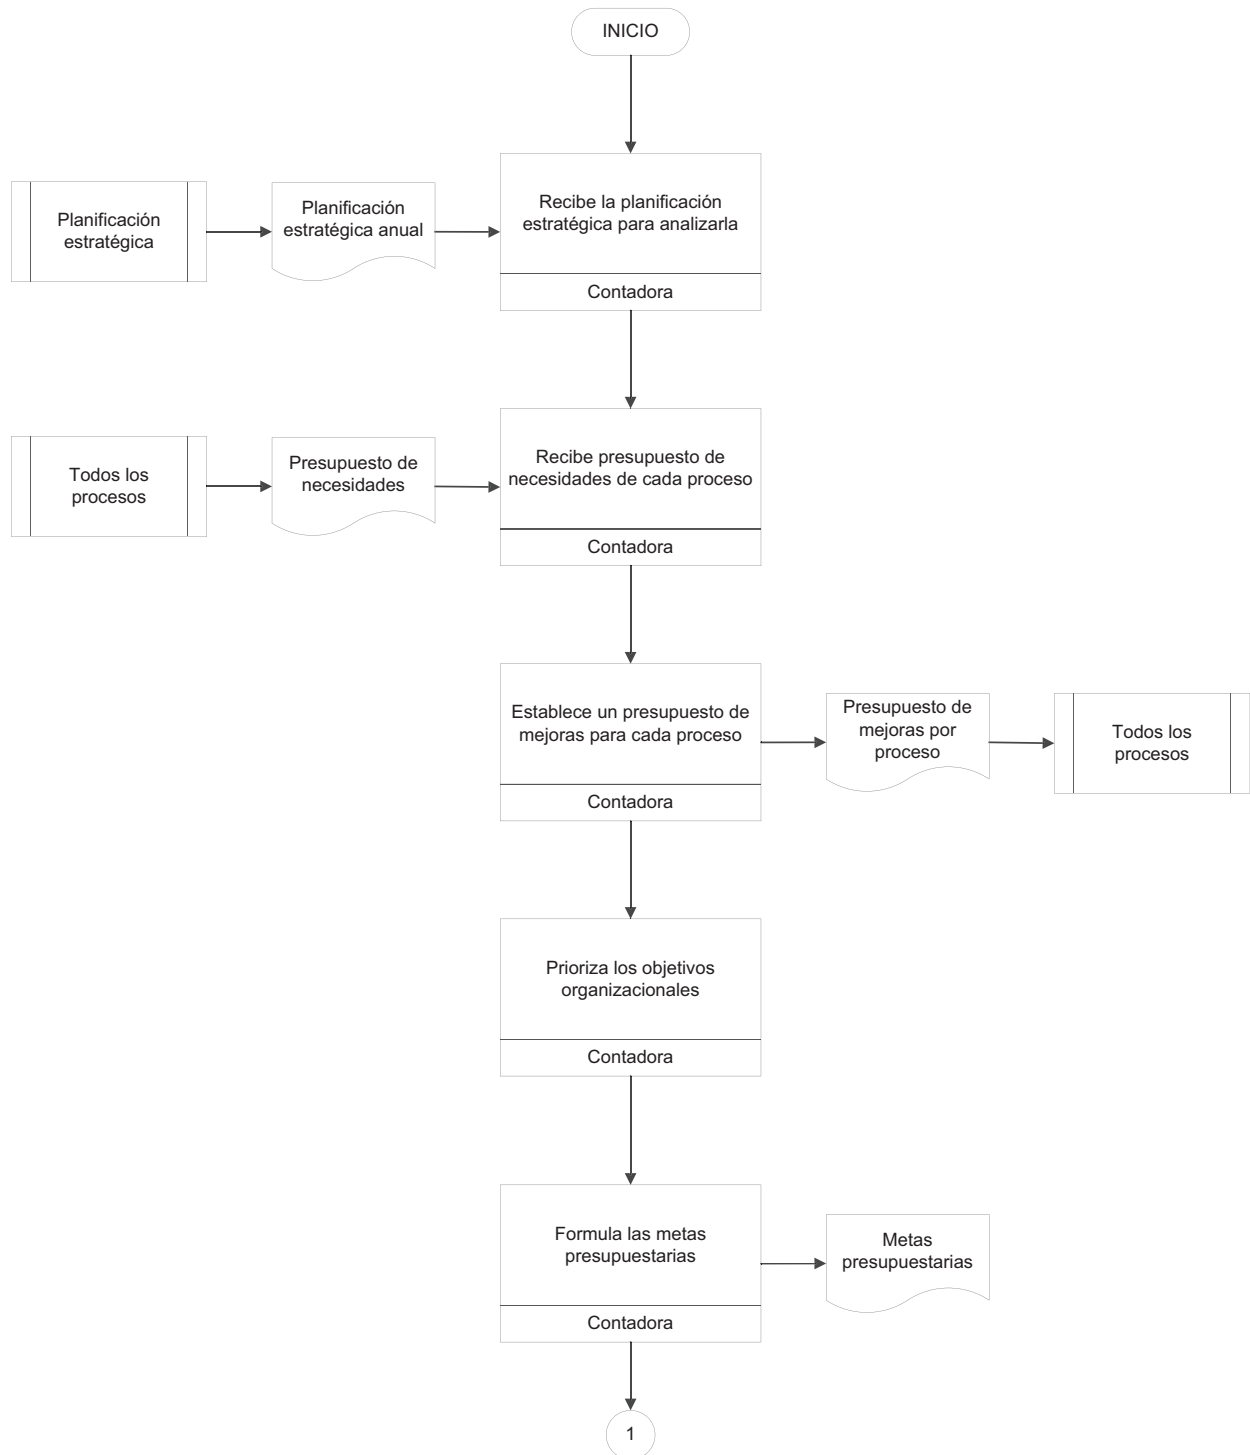 INICIO
Planificación
estratégica
Planificación
estratégica anual
Recibe la planificación
estratégica para analizarla
Contadora
Todos los
procesos
Presupuesto de
necesidades
Recibe presupuesto de
necesidades de cada proceso
Contadora
Establece un presupuesto de
mejoras para cada proceso
Contadora
Presupuesto de
mejoras por
proceso
Todos los
procesos
Prioriza los objetivos
organizacionales
Contadora
Formula las metas
presupuestarias
Contadora
Metas
presupuestarias
1